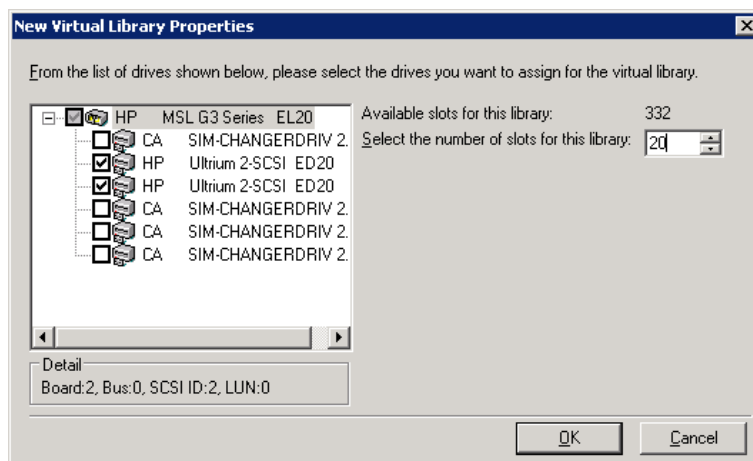 New Virtual Library Properties
From the list of drives shown below, please select the drives you want to assign for the virtual library.
HP MSL G3 Series EL20
CA SIM-CHANGERDRIV 2.
HP Ultrium 2-SCSI ED20
HP Ultrium 2-SCSI ED20
CA SIM-CHANGERDRIV 2.
CA SIM-CHANGERDRIV 2.
CA SIM-CHANGERDRIV 2.
Available slots for this library: 332
Select the number of slots for this library: 20
Detail
Board:2, Bus:0, SCSI ID:2, LUN:0
OK Cancel